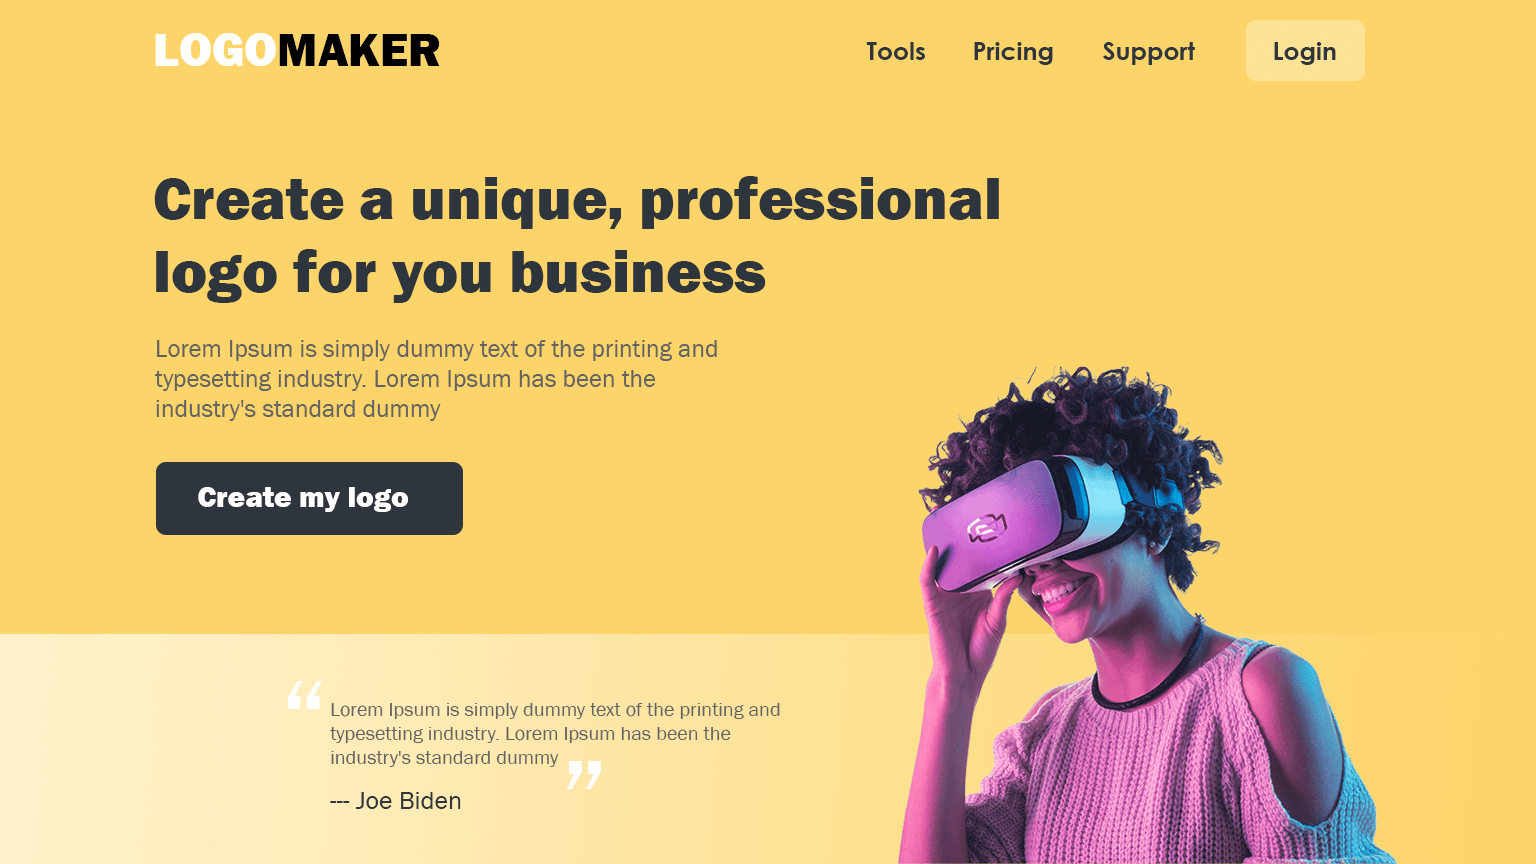 LOGOMAKER
Tools Pricing Support Login
Create a unique, professional
logo for you business
Lorem Ipsum is simply dummy text of the printing and
typesetting industry. Lorem Ipsum has been the
industry's standard dummy
Create my logo
“ Lorem Ipsum is simply dummy text of the printing and
typesetting industry. Lorem Ipsum has been the
industry's standard dummy ”
--- Joe Biden